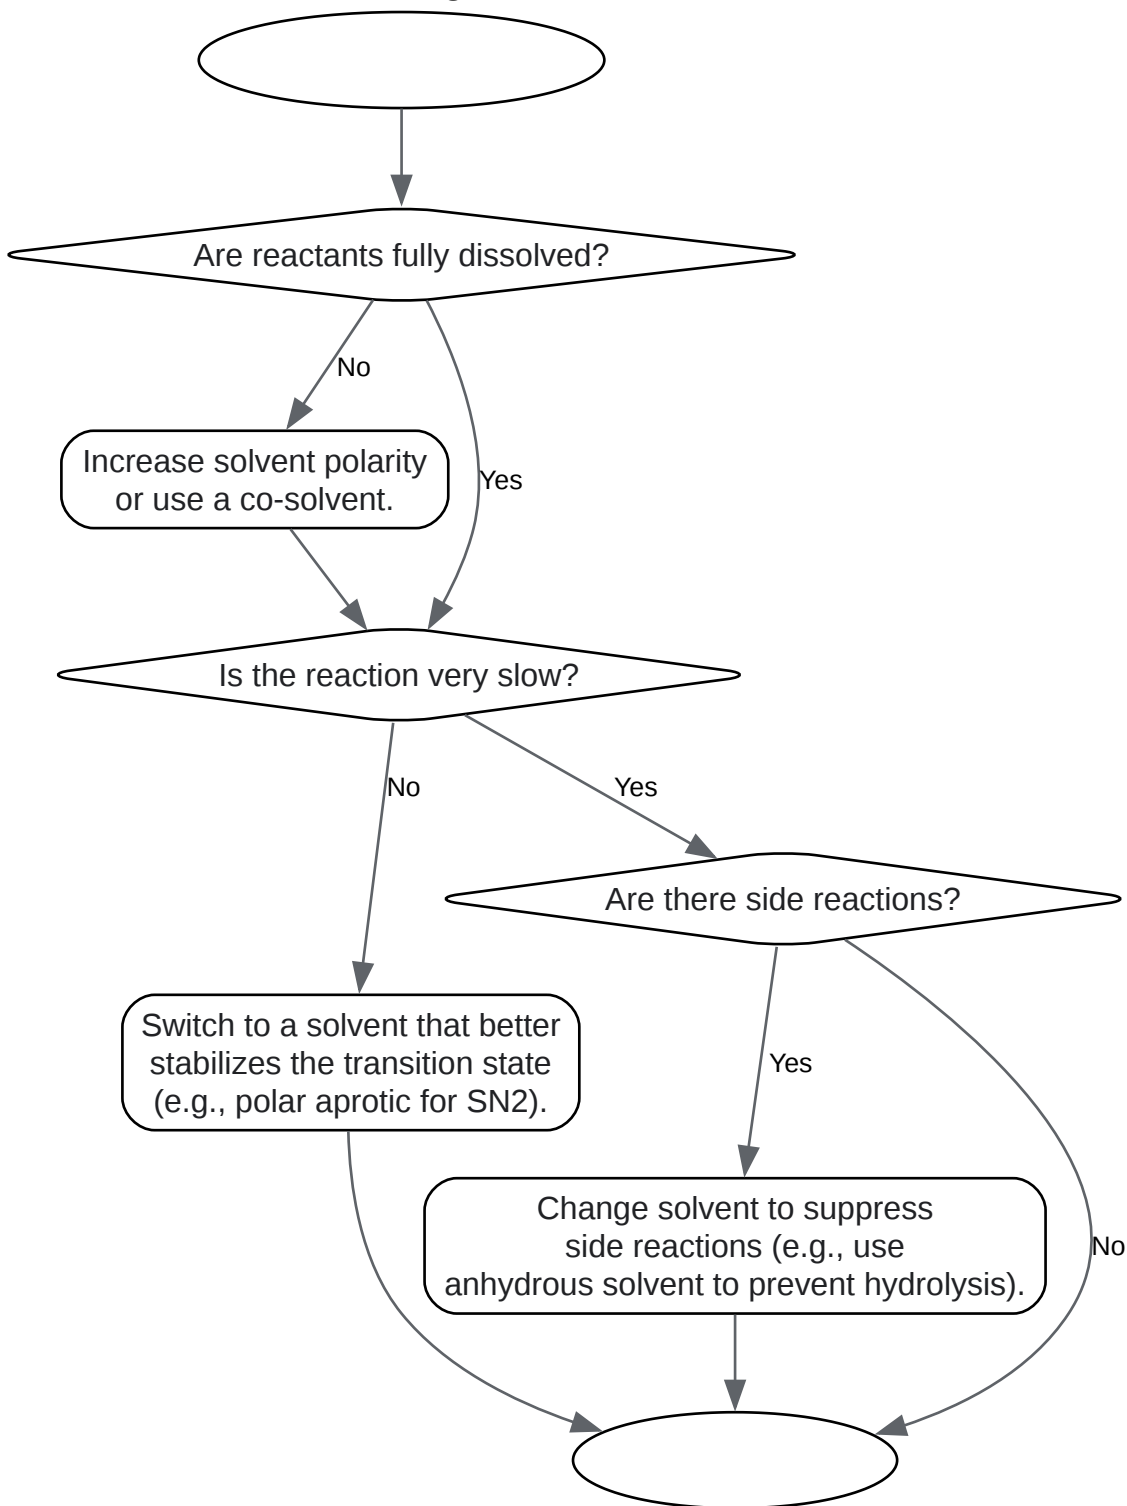 Are reactants fully dissolved?
No
Increase solvent polarity
or use a co-solvent.
Yes
Is the reaction very slow?
No
Yes
Are there side reactions?
Switch to a solvent that better
stabilizes the transition state
(e.g., polar aprotic for SN2).
Yes
Change solvent to suppress
side reactions (e.g., use
anhydrous solvent to prevent hydrolysis).
No